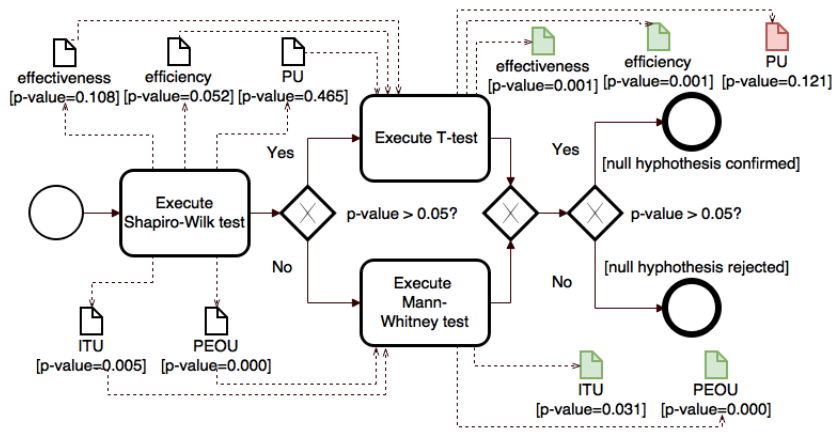 effectiveness
[p-value=0.108]
efficiency
[p-value=0.052]
PU
[p-value=0.465]
effectiveness
[p-value=0.001]
efficiency
[p-value=0.001]
PU
[p-value=0.121]
Execute T-test
Yes
Yes
[null hyphothesis confirmed]
Execute
Shapiro-Wilk test
p-value > 0.05?
p-value > 0.05?
No
No
[null hyphothesis rejected]
Execute
Mann-
Whitney test
ITU
[p-value=0.005]
PEOU
[p-value=0.000]
ITU
[p-value=0.031]
PEOU
[p-value=0.000]